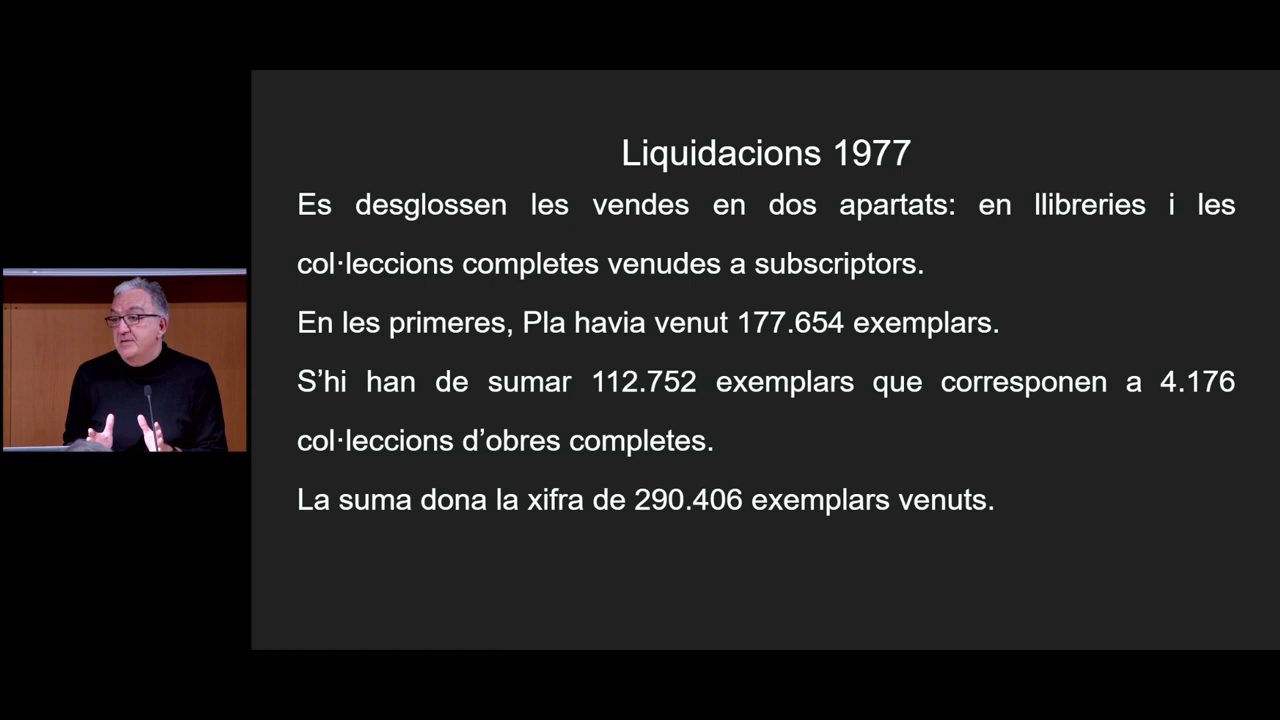 Liquidacions 1977
Es desglossen les vendes en dos apartats: en llibreries i les
col·leccions completes venudes a subscriptors.
En les primeres, Pla havia venut 177.654 exemplars.
S’hi han de sumar 112.752 exemplars que corresponen a 4.176
col·leccions d’obres completes.
La suma dona la xifra de 290.406 exemplars venuts.